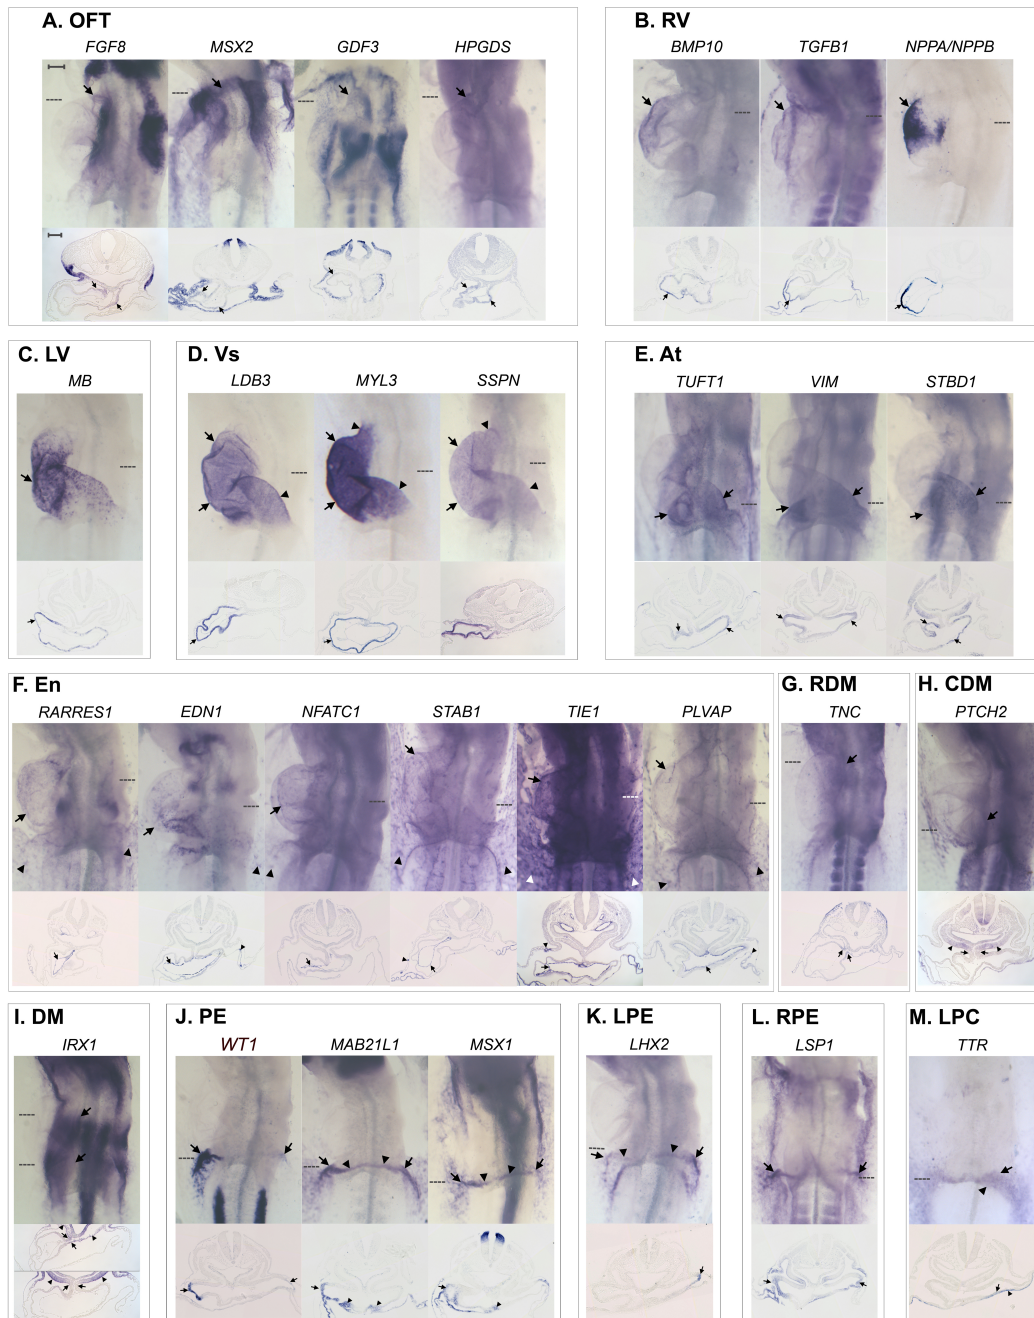 A. OFT
FGF8 MSX2 GDF3 HPGDS
B. RV
BMP10 TGFB1 NPPA/NPPB
C. LV
MB
D. Vs
LDB3 MYL3 SSPN
E. At
TUFT1 VIM STBD1
F. En
RARRES1 EDN1 NFATC1 STAB1 TIE1 PLVAP
G. RDM
TNC
H. CDM
PTCH2
I. DM
IRX1
J. PE
WT1 MAB21L1 MSX1
K. LPE
LHX2
L. RPE
LSP1
M. LPC
TTR